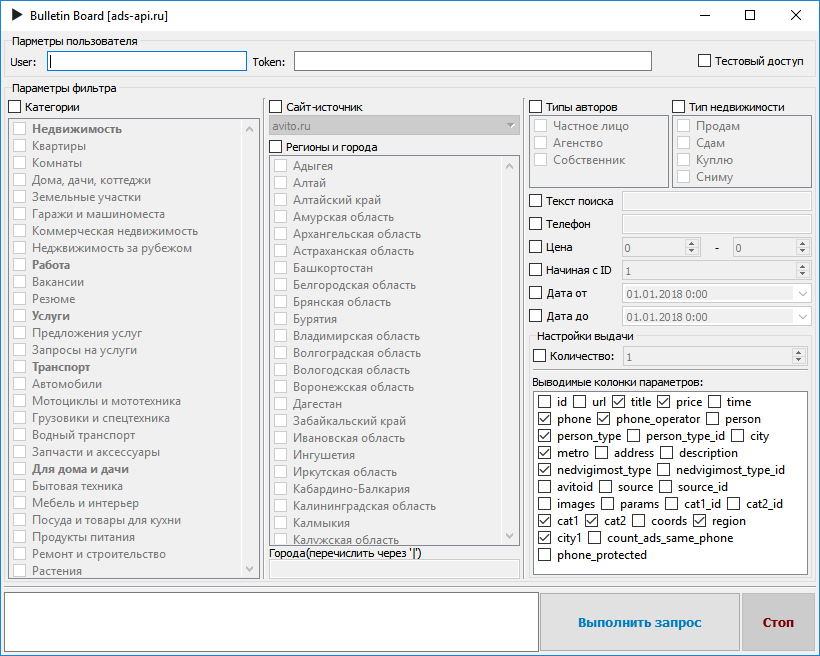 Bulletin Board [ads-api.ru]
Парметры пользователя
User:
Token:
Тестовый доступ
Параметры фильтра
Категории
Недвижимость
Квартиры
Комнаты
Дома, дачи, коттеджи
Земельные участки
Гаражи и машиноместа
Коммерческая недвижимость
Неджвижимость за рубежом
Работа
Вакансии
Резюме
Услуги
Предложения услуг
Запросы на услуги
Транспорт
Автомобили
Мотоциклы и мототехника
Грузовики и спецтехника
Водный транспорт
Запчасти и аксессуары
Для дома и дачи
Бытовая техника
Мебель и интерьер
Посуда и товары для кухни
Продукты питания
Ремонт и строительство
Растения
Сайт-источник
avito.ru
Регионы и города
Адыгея
Алтай
Алтайский край
Амурская область
Архангельская область
Астраханская область
Башкортостан
Белгородская область
Брянская область
Бурятия
Владимирская область
Волгоградская область
Вологодская область
Воронежская область
Дагестан
Забайкальский край
Ивановская область
Ингушетия
Иркутская область
Кабардино-Балкария
Калининградская область
Калмыкия
Калужская область
Города(перечислить через '|')
Типы авторов
Частное лицо
Агенство
Собственник
Тип недвижимости
Продам
Сдам
Куплю
Сниму
Текст поиска
Телефон
Цена 0 - 0
Начиная с ID 1
Дата от 01.01.2018 0:00
Дата до 01.01.2018 0:00
Настройки выдачи
Количество: 1
Выводимые колонки параметров:
id url title price time
phone phone_operator person
person_type person_type_id city
metro address description
nedvigimost_type nedvigimost_type_id
avitoid source source_id
images params cat1_id cat2_id
cat1 cat2 coords region
city1 count_ads_same_phone
phone_protected
Выполнить запрос
Стоп